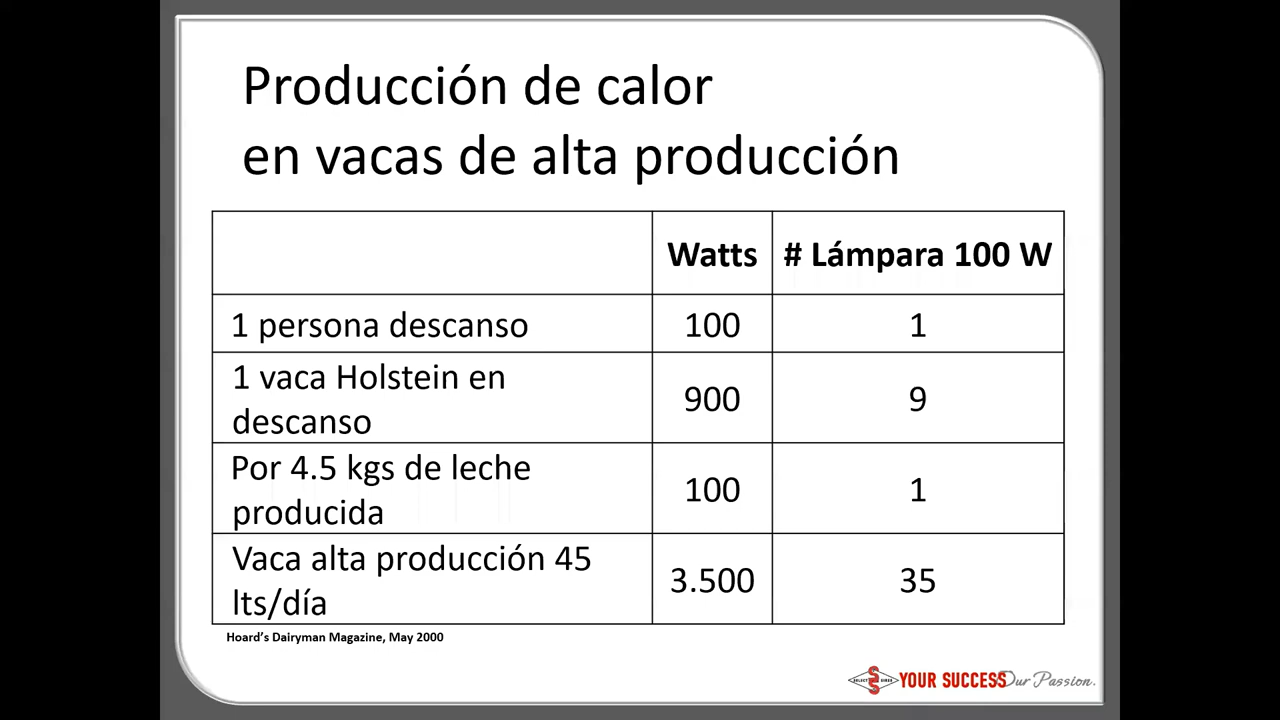 Producción de calor
en vacas de alta producción
Watts # Lámpara 100 W
1 persona descanso 100 1
1 vaca Holstein en
descanso 900 9
Por 4.5 kgs de leche
producida 100 1
Vaca alta producción 45
lts/día 3.500 35
Hoard's Dairyman Magazine, May 2000
SELECT SIRES YOUR SUCCESS Our Passion.